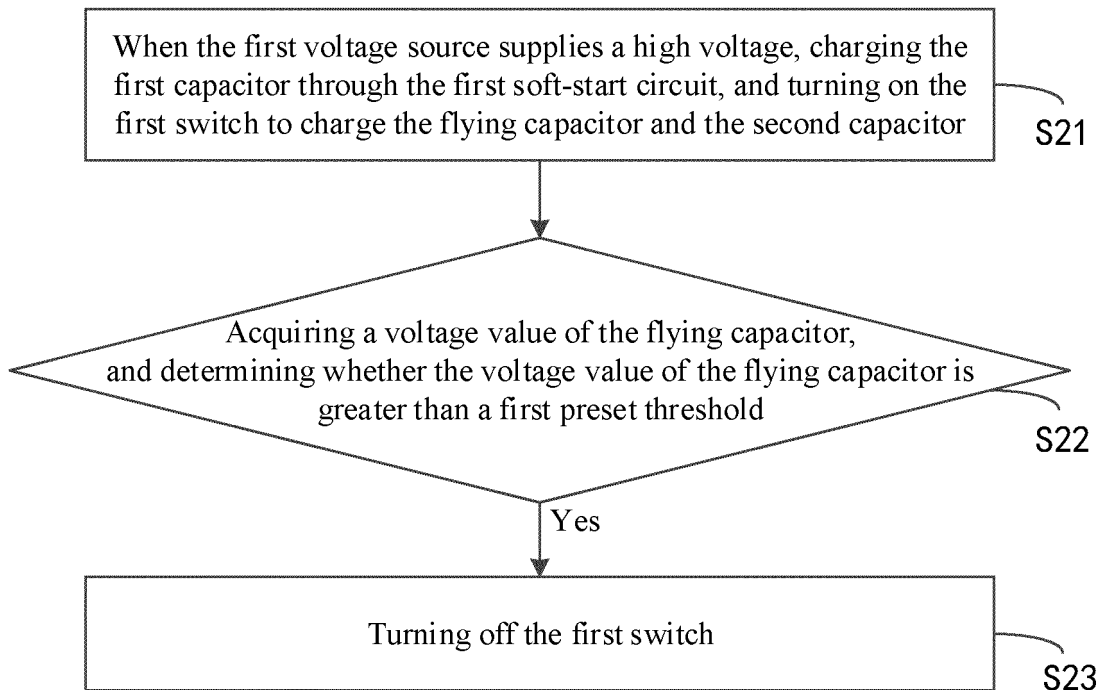 When the first voltage source supplies a high voltage, charging the
first capacitor through the first soft-start circuit, and turning on the
first switch to charge the flying capacitor and the second capacitor
S21
Acquiring a voltage value of the flying capacitor,
and determining whether the voltage value of the flying capacitor is
greater than a first preset threshold
S22
Yes
Turning off the first switch
S23